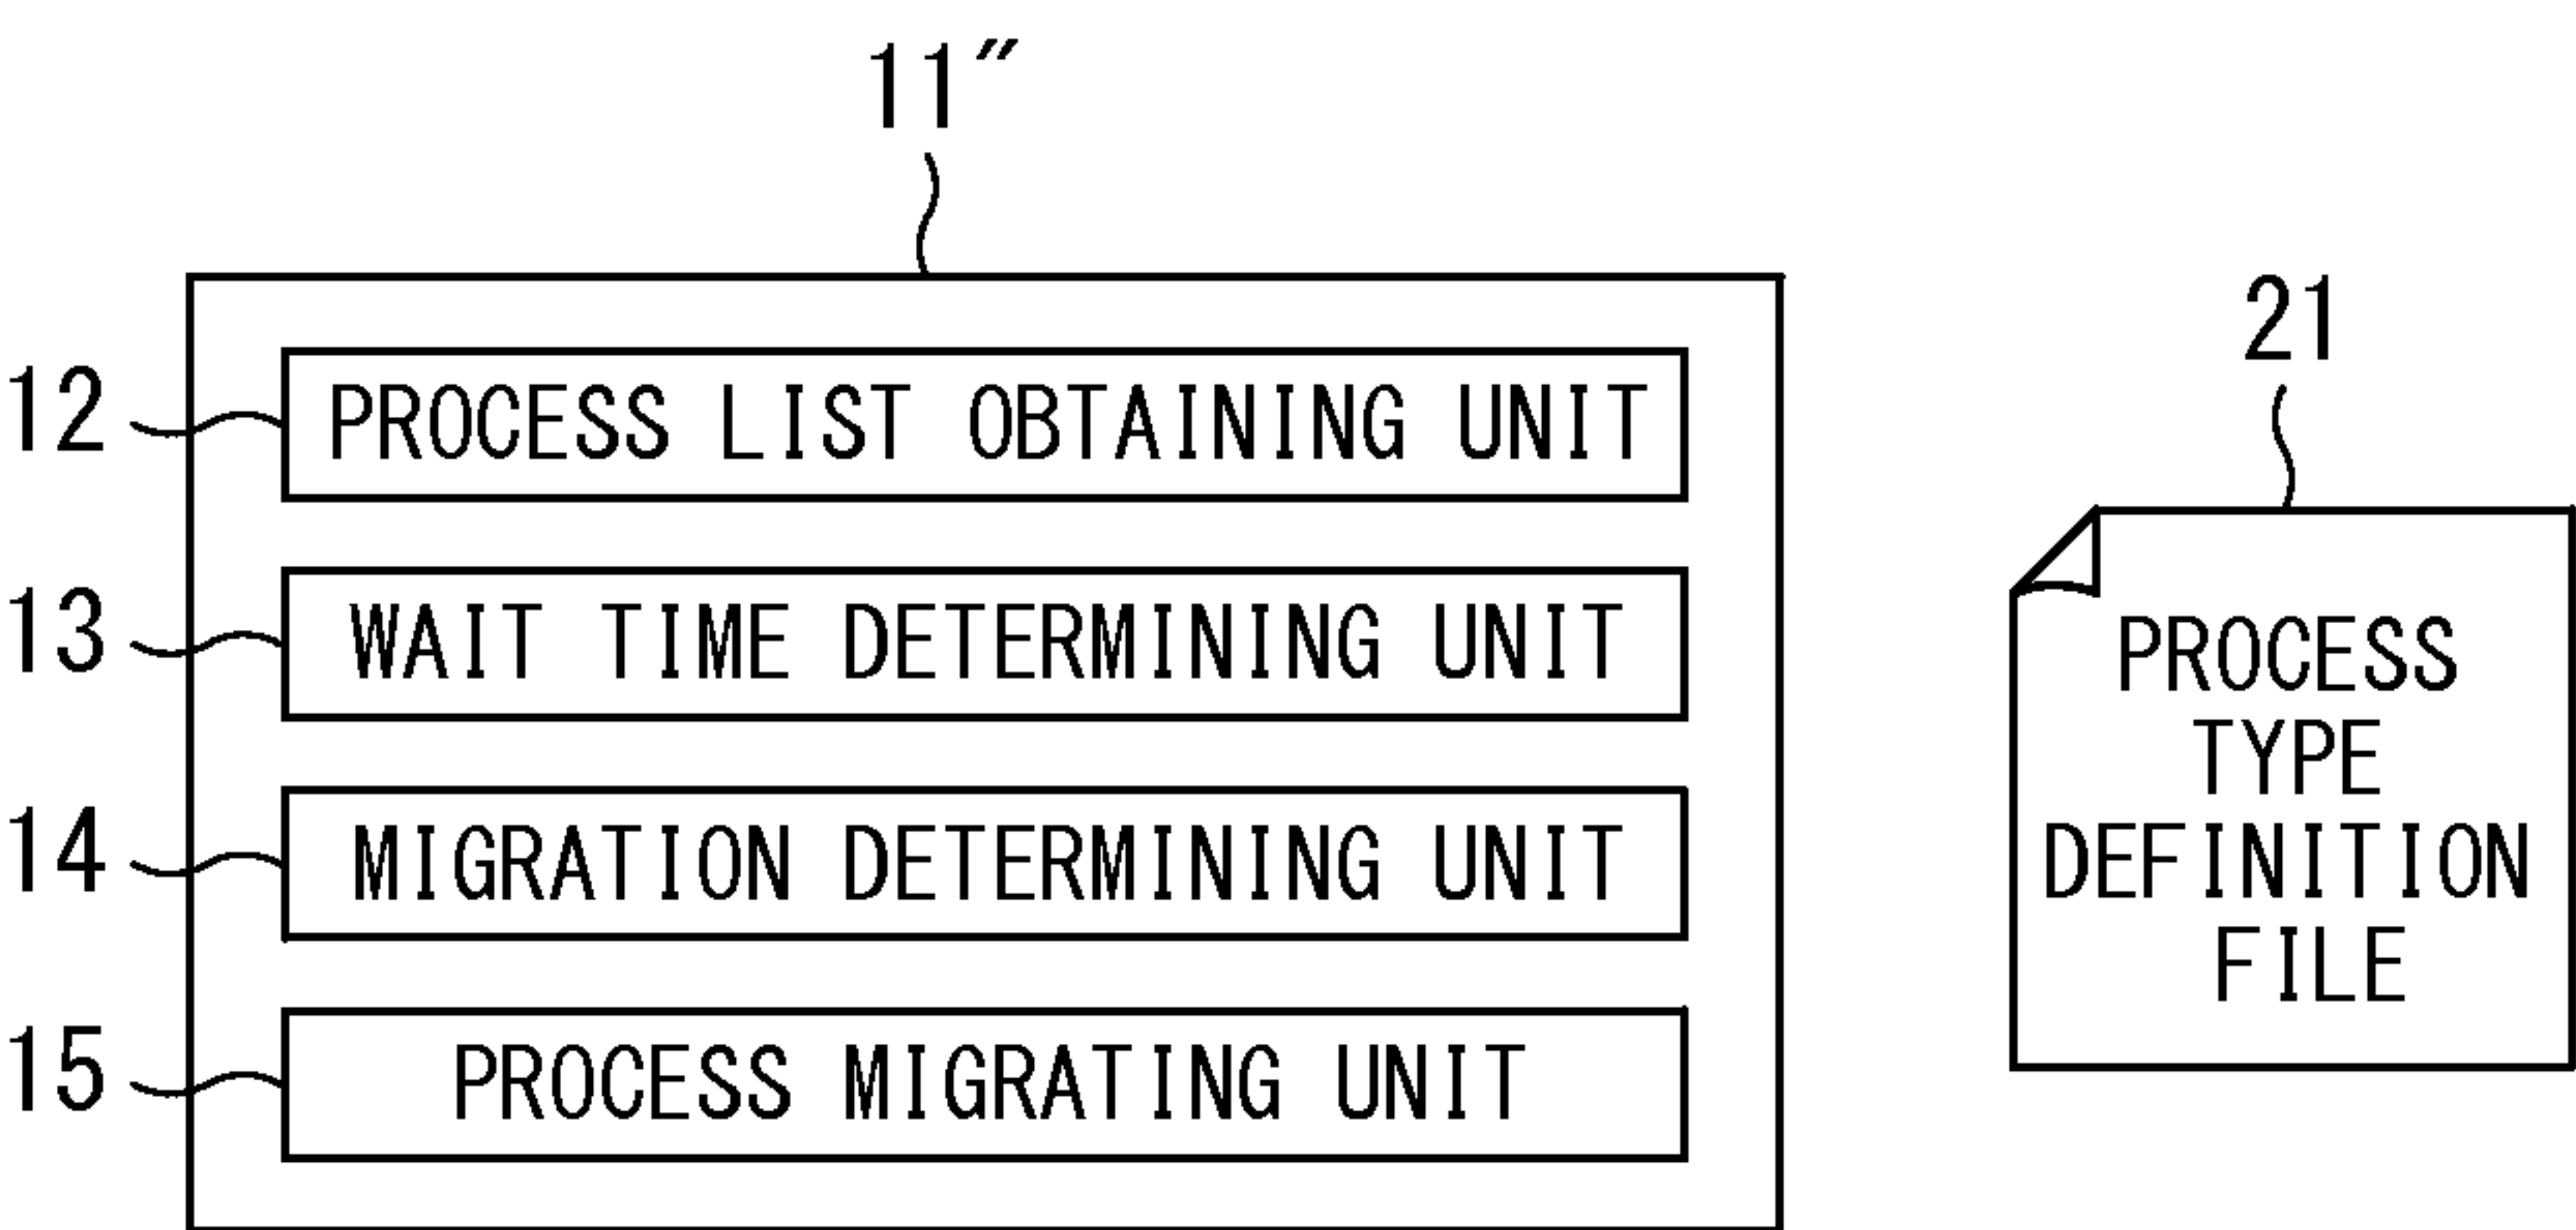 11"
12 PROCESS LIST OBTAINING UNIT
13 WAIT TIME DETERMINING UNIT
14 MIGRATION DETERMINING UNIT
15 PROCESS MIGRATING UNIT
21
PROCESS
TYPE
DEFINITION
FILE